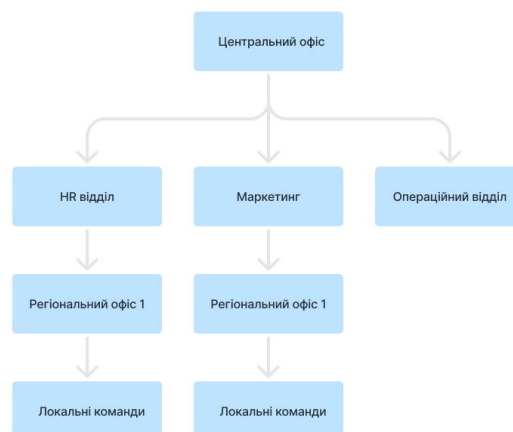 Центральний офіс
HR відділ
Маркетинг
Операційний відділ
Регіональний офіс 1
Регіональний офіс 1
Локальні команди
Локальні команди